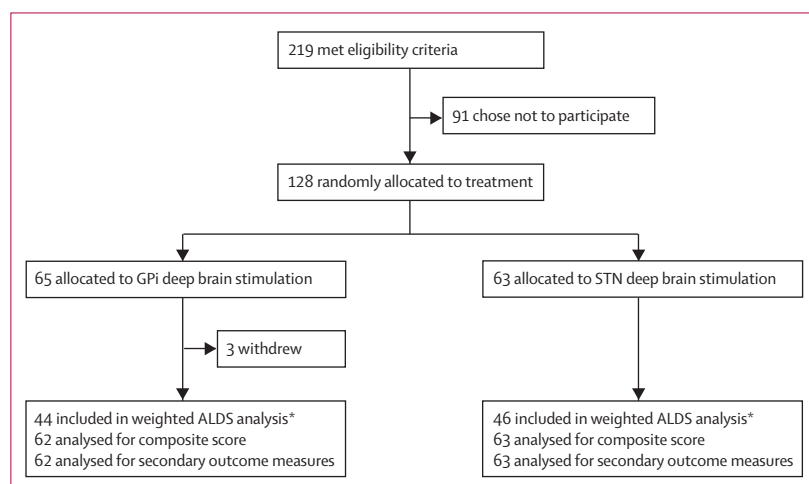 219 met eligibility criteria
91 chose not to participate
128 randomly allocated to treatment
65 allocated to GPi deep brain stimulation
63 allocated to STN deep brain stimulation
3 withdrew
44 included in weighted ALDS analysis*
62 analysed for composite score
62 analysed for secondary outcome measures
46 included in weighted ALDS analysis*
63 analysed for composite score
63 analysed for secondary outcome measures